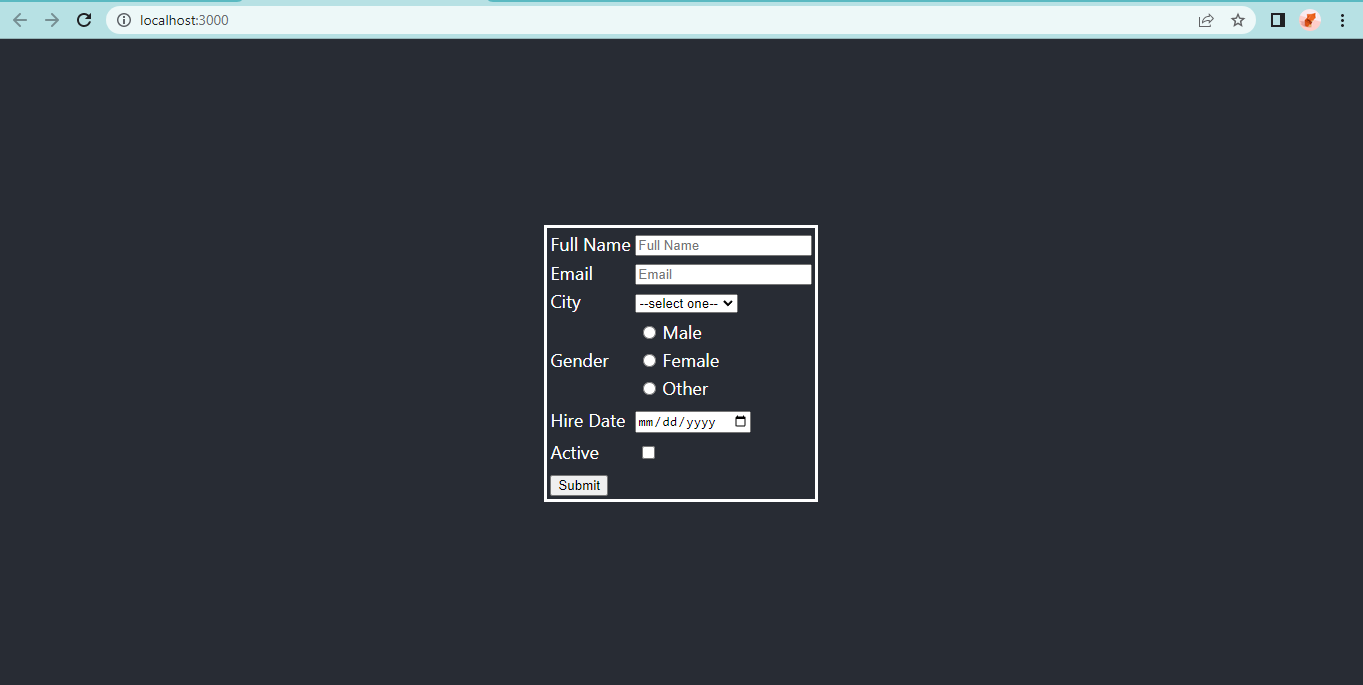 localhost:3000
Full Name Full Name
Email Email
City --select one--
Male
Gender Female
Other
Hire Date mm/dd/yyyy
Active
Submit